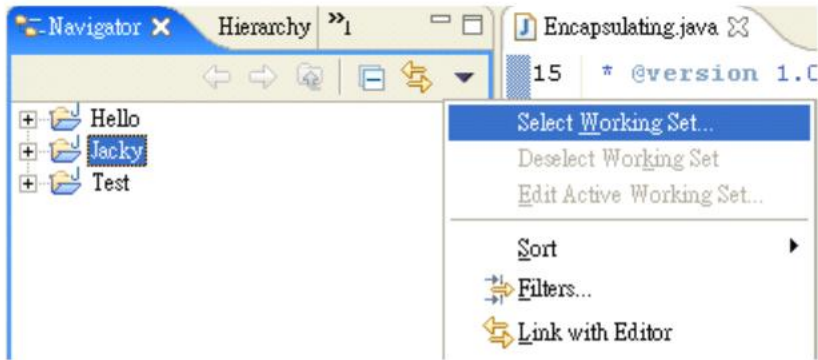 Navigator Hierarchy »1 Encapsulating.java
15 * @version 1.0
Hello
Jacky
Test
Select Working Set...
Deselect Working Set
Edit Active Working Set...
Sort
Filters...
Link with Editor